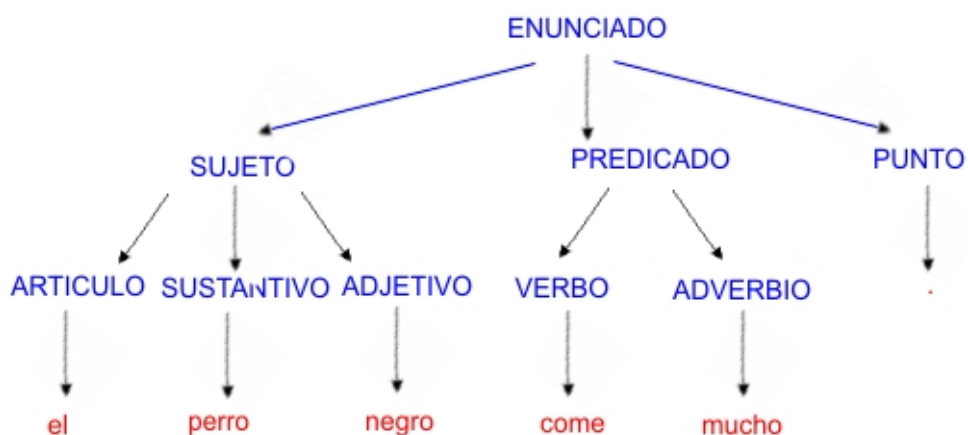 ENUNCIADO
SUJETO PREDICADO PUNTO
ARTICULO SUSTANTIVO ADJETIVO VERBO ADVERBIO .
el perro negro come mucho